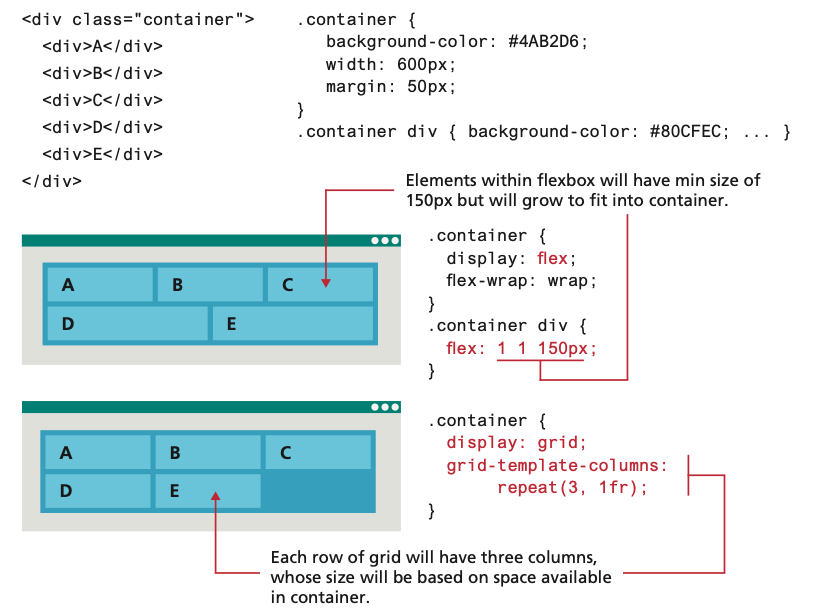 <div class="container">
<div>A</div>
<div>B</div>
<div>C</div>
<div>D</div>
<div>E</div>
</div>
.container {
background-color: #4AB2D6;
width: 600px;
margin: 50px;
}
.container div { background-color: #80CFEC; ... }
Elements within flexbox will have min size of
150px but will grow to fit into container.
A B C
D E
.container {
display: flex;
flex-wrap: wrap;
}
.container div {
flex: 1 1 150px;
}
A B C
D E
.container {
display: grid;
grid-template-columns:
repeat(3, 1fr);
}
Each row of grid will have three columns,
whose size will be based on space available
in container.